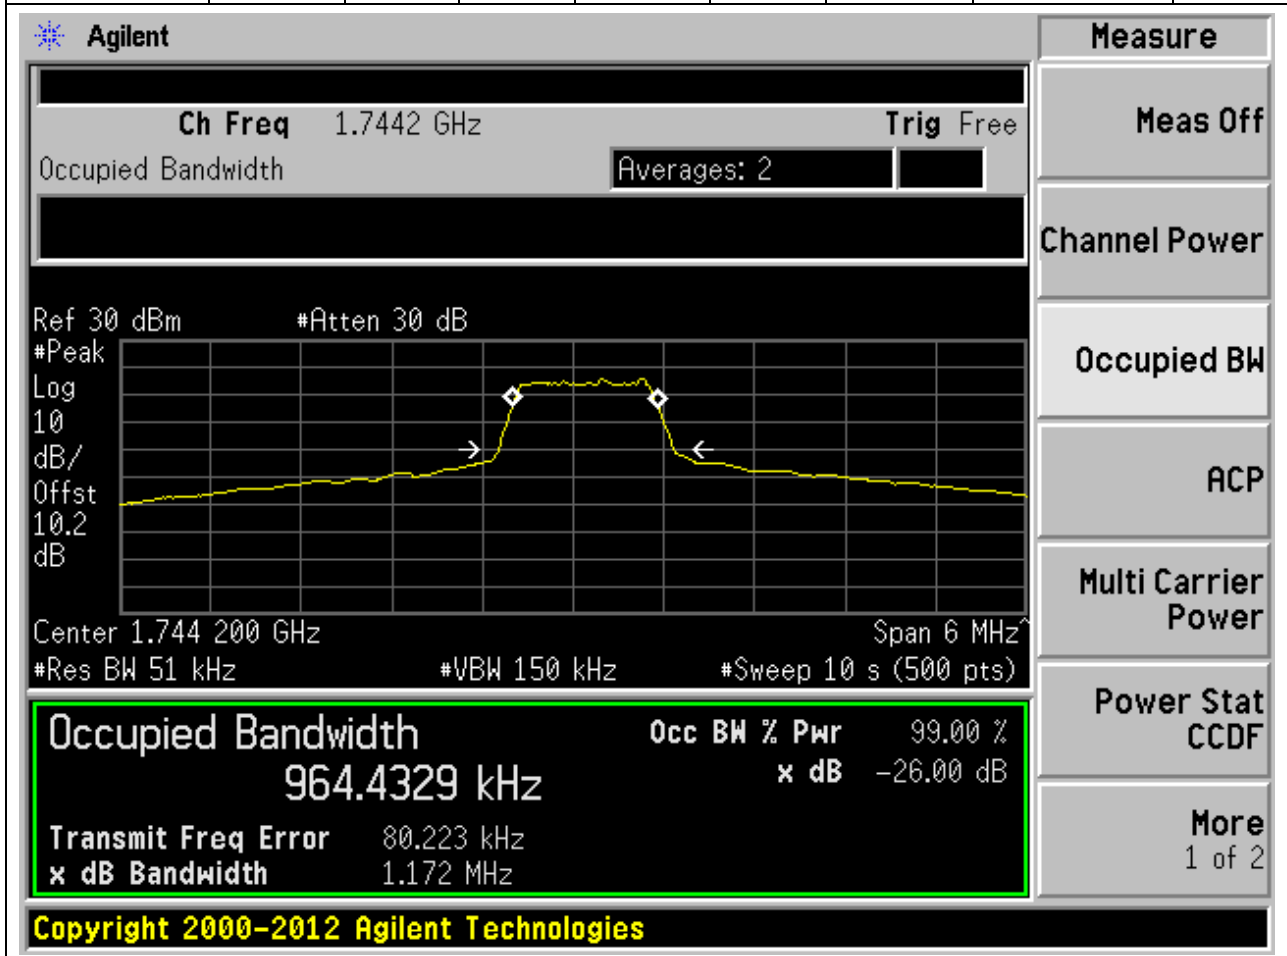 Agilent
Measure
Ch Freq 1.7442 GHz Trig Free
Occupied Bandwidth Averages: 2
Ref 30 dBm #Atten 30 dB
#Peak
Log
10
dB/
Offst
10.2
dB
Center 1.744 200 GHz Span 6 MHz^
#Res BW 51 kHz #VBW 150 kHz #Sweep 10 s (500 pts)
Occupied Bandwidth Occ BW % Pwr 99.00 %
964.4329 kHz x dB -26.00 dB
Transmit Freq Error 80.223 kHz
x dB Bandwidth 1.172 MHz
Copyright 2000-2012 Agilent Technologies
Meas Off
Channel Power
Occupied BW
ACP
Multi Carrier
Power
Power Stat
CCDF
More
1 of 2